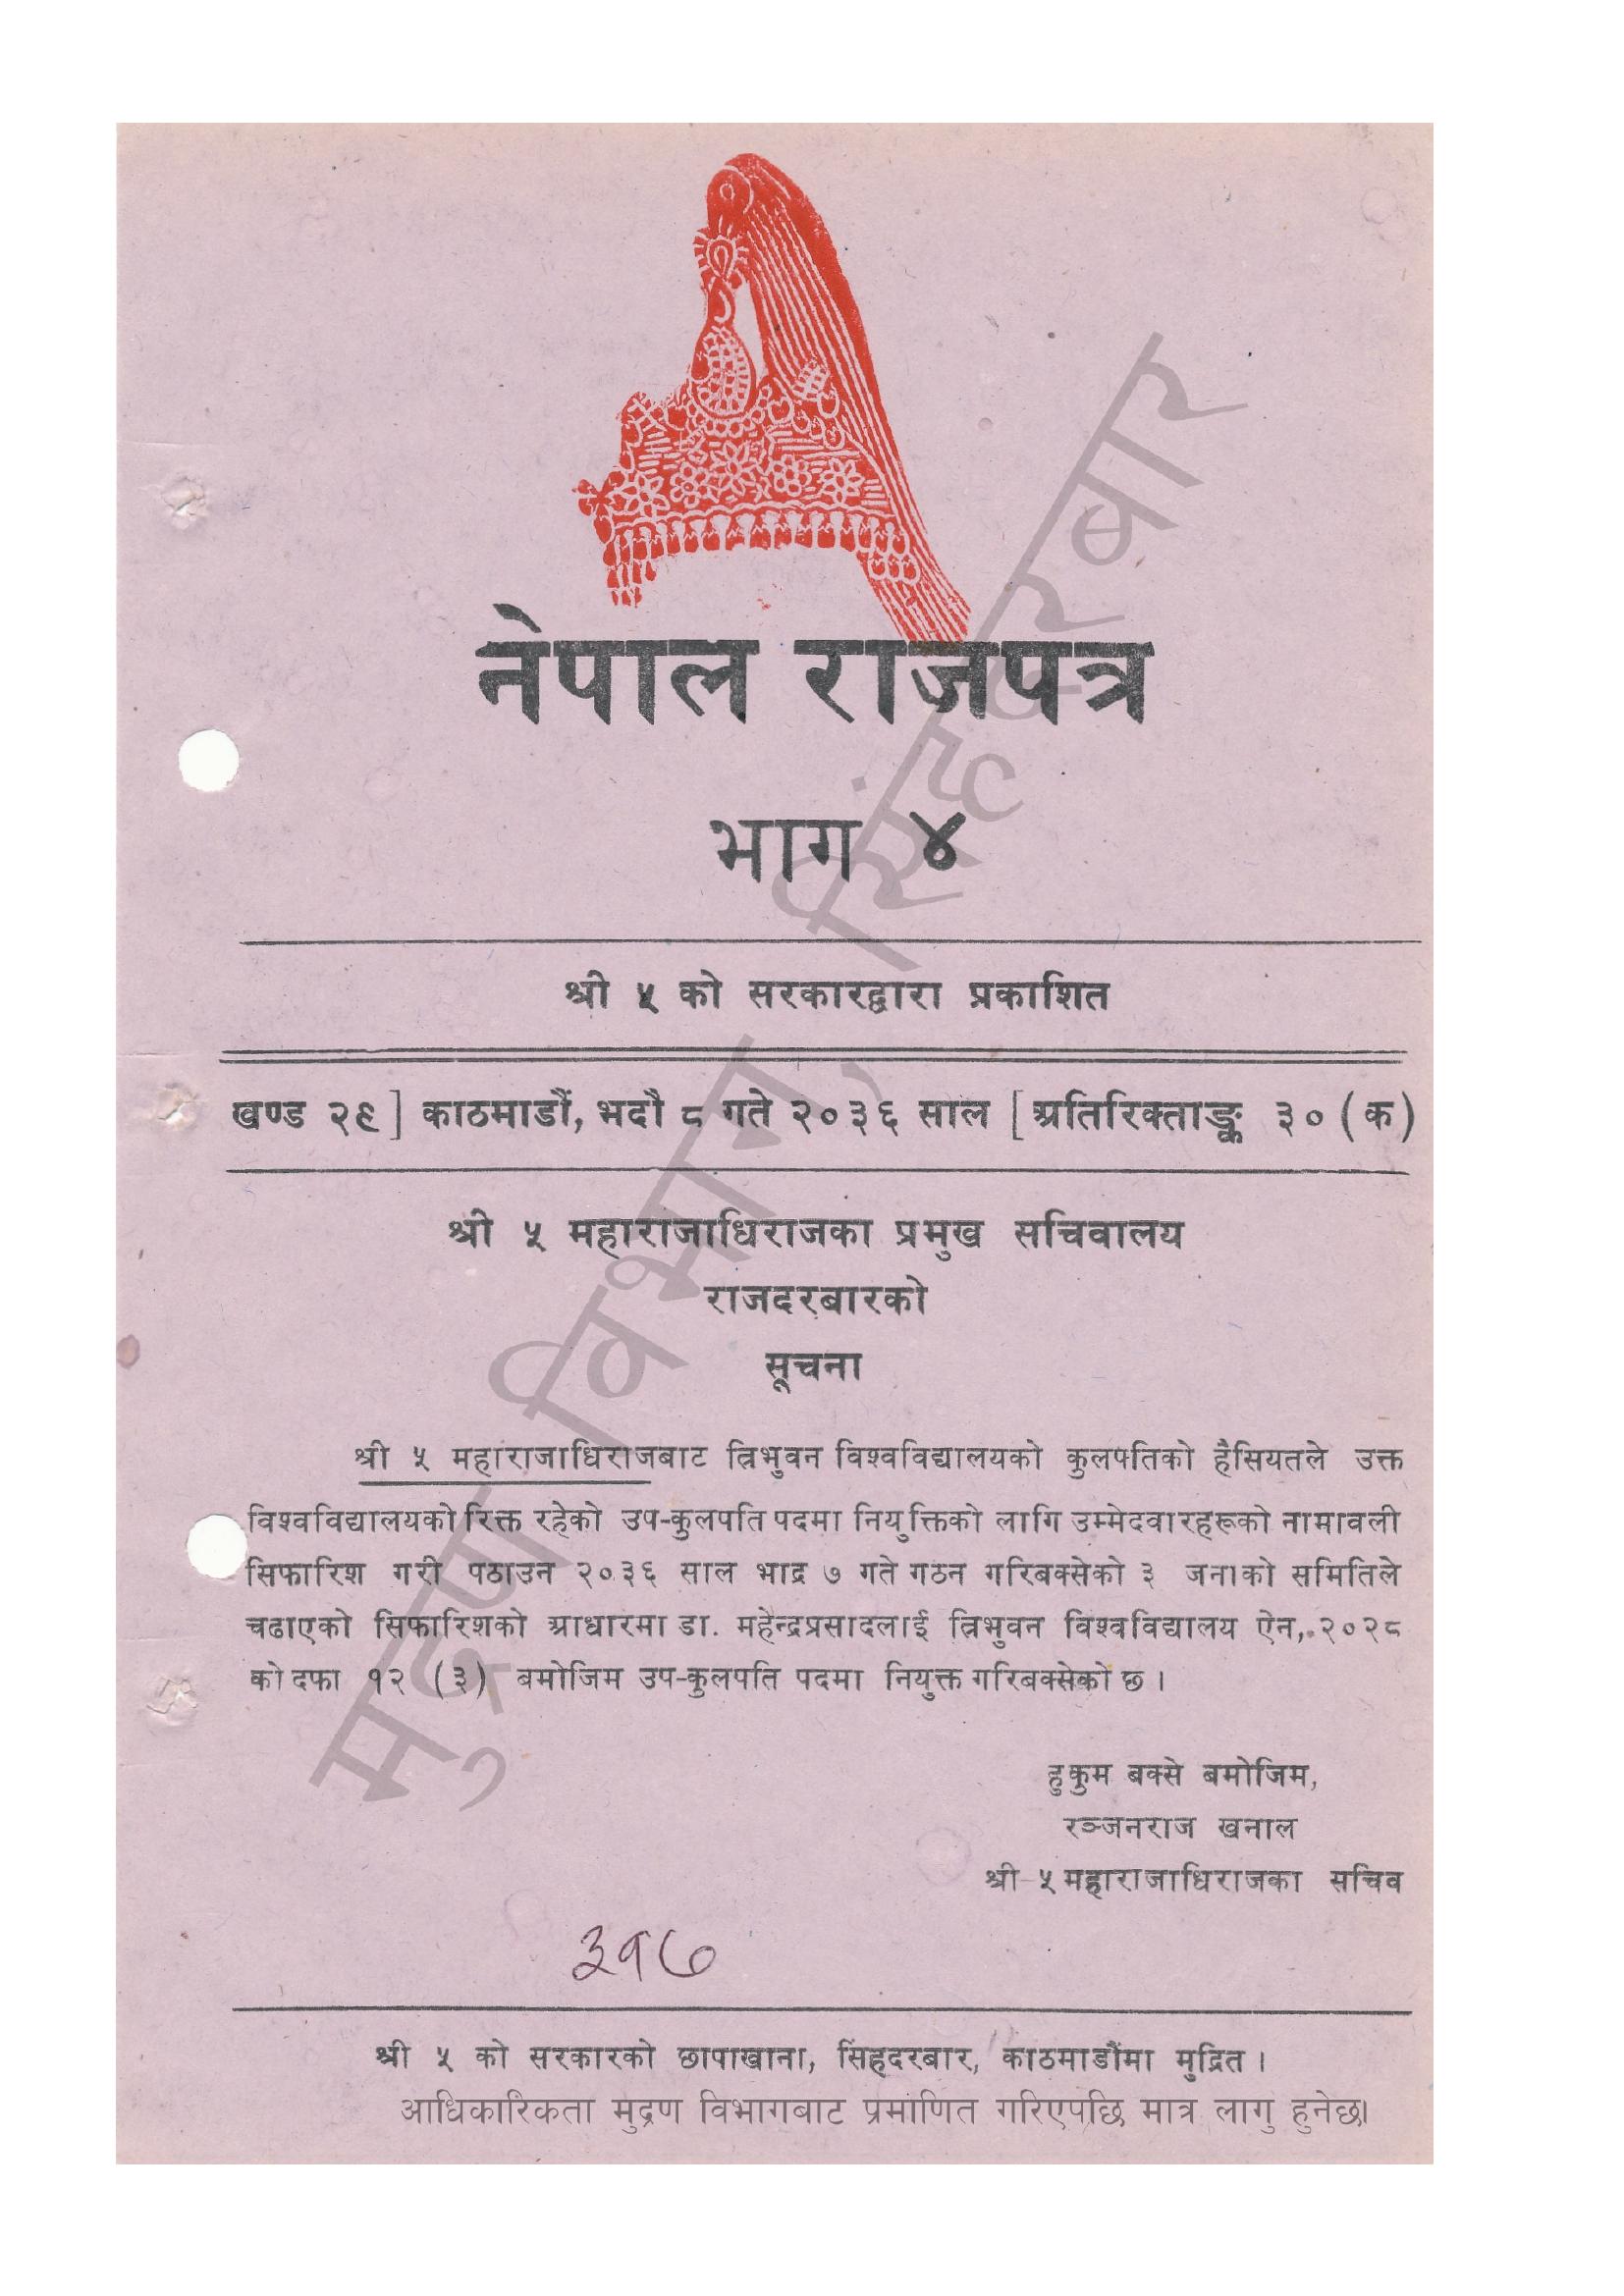 नेपाल राजपत्र
भाग ४
श्री ५ को सरकारद्वारा प्रकाशित
खण्ड २९] काठमाडौं, भदौ ८ गते २०३६ साल [अतिरिक्ताङ्क ३० (क)
श्री ५ महाराजाधिराजका प्रमुख सचिवालय
राजदरबारको
सूचना
श्री ५ महाराजाधिराजबाट त्रिभुवन विश्वविद्यालयको कुलपतिको हैसियतले उक्त
विश्वविद्यालयको रिक्त रहेको उप-कुलपति पदमा नियुक्तिको लागि उम्मेदवारहरूको नामावली
सिफारिश गरी पठाउन २०३६ साल भाद्र ७ गते गठन गरिबक्सेको ३ जनाको समितिले
चढाएको सिफारिशको आधारमा डा. महेन्द्रप्रसादलाई त्रिभुवन विश्वविद्यालय ऐन, २०२८
को दफा १२ (३) बमोजिम उप-कुलपति पदमा नियुक्त गरिबक्सेको छ ।
हुकुम बक्से बमोजिम,
रञ्जनराज खनाल
श्री ५ महाराजाधिराजका सचिव
३१७
श्री ५ को सरकारको छापाखाना, सिंहदरबार, काठमाडौंमा मुद्रित ।
आधिकारिकता मुद्रण विभागबाट प्रमाणित गरिएपछि मात्र लागु हुनेछ।
मुद्रण विभाग, सिंहदरबार